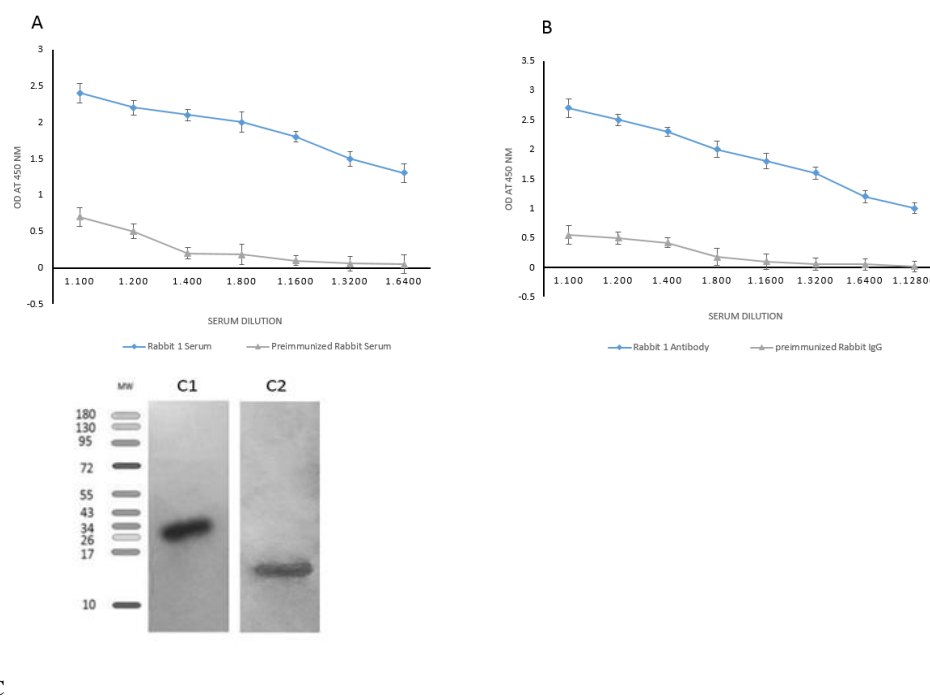 A
3
2.5
2
1.5
1
0.5
0
-0.5
OD AT 450 NM
1.100 1.200 1.400 1.800 1.1600 1.3200 1.6400
SERUM DILUTION
Rabbit 1 Serum Preimmunized Rabbit Serum
B
3.5
3
2.5
2
1.5
1
0.5
0
-0.5
OD AT 450 NM
1.100 1.200 1.400 1.800 1.1600 1.3200 1.6400 1.12800
SERUM DILUTION
Rabbit 1 Antibody preimmunized Rabbit IgG
MW C1 C2
180
130
95
72
55
43
34
26
17
10
C